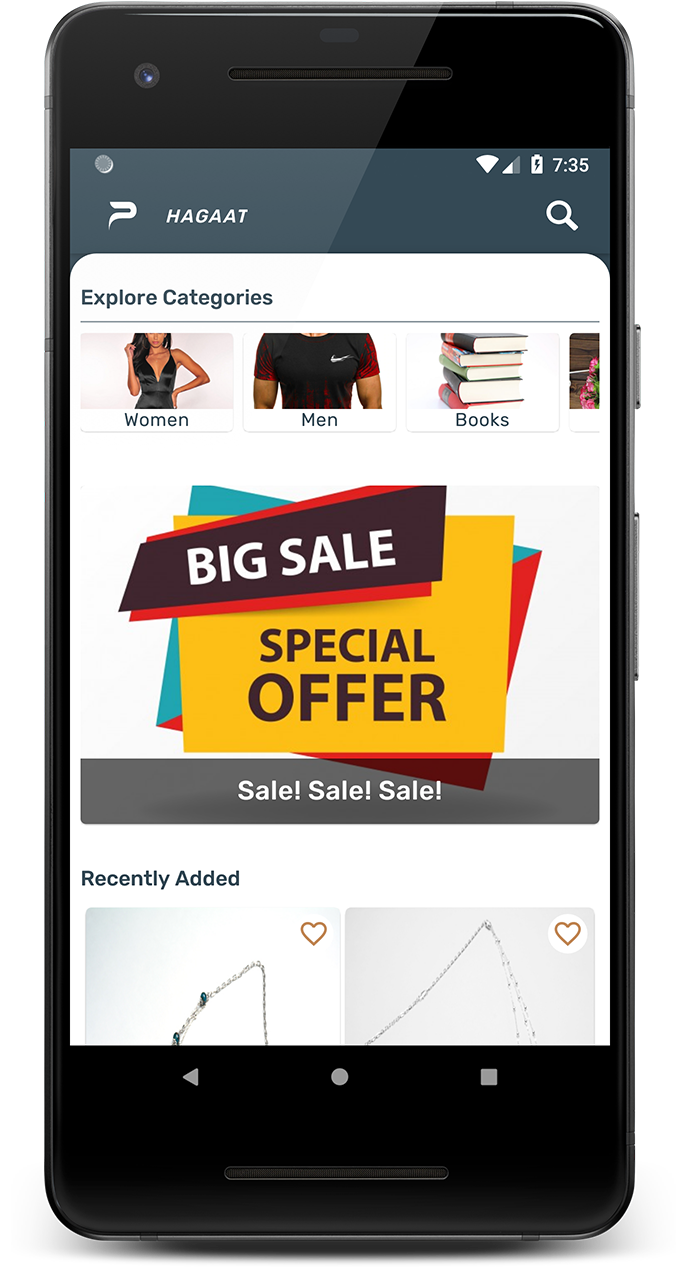 7:35
HAGAAT
Explore Categories
Women
Men
Books
BIG SALE
SPECIAL
OFFER
Sale! Sale! Sale!
Recently Added